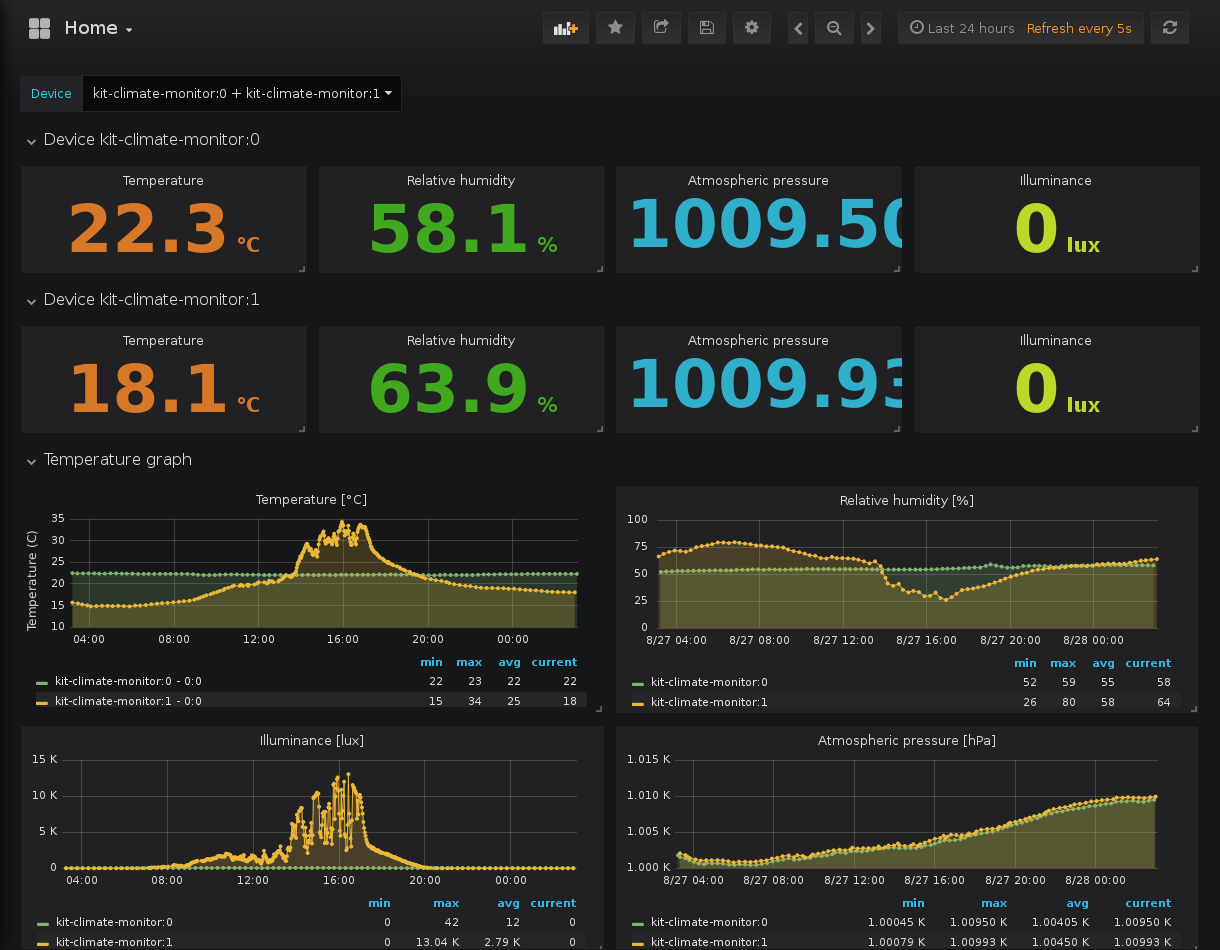 Home
Last 24 hours Refresh every 5s
Device kit-climate-monitor:0 + kit-climate-monitor:1
Device kit-climate-monitor:0
Temperature Relative humidity Atmospheric pressure Illuminance
22.3 °C 58.1 % 1009.50 0 lux
Device kit-climate-monitor:1
Temperature Relative humidity Atmospheric pressure Illuminance
18.1 °C 63.9 % 1009.93 0 lux
Temperature graph
Temperature [°C]
Temperature (C)
35
30
25
20
15
10
04:00 08:00 12:00 16:00 20:00 00:00
min max avg current
kit-climate-monitor:0 - 0:0 22 23 22 22
kit-climate-monitor:1 - 0:0 15 34 25 18
Relative humidity [%]
100
75
50
25
0
8/27 04:00 8/27 08:00 8/27 12:00 8/27 16:00 8/27 20:00 8/28 00:00
min max avg current
kit-climate-monitor:0 52 59 55 58
kit-climate-monitor:1 26 80 58 64
Illuminance [lux]
15 K
10 K
5 K
0
04:00 08:00 12:00 16:00 20:00 00:00
min max avg current
kit-climate-monitor:0 0 42 12 0
kit-climate-monitor:1 0 13.04 K 2.79 K 0
Atmospheric pressure [hPa]
1.015 K
1.010 K
1.005 K
1.000 K
8/27 04:00 8/27 08:00 8/27 12:00 8/27 16:00 8/27 20:00 8/28 00:00
min max avg current
kit-climate-monitor:0 1.00045 K 1.00950 K 1.00405 K 1.00950 K
kit-climate-monitor:1 1.00079 K 1.00993 K 1.00450 K 1.00993 K